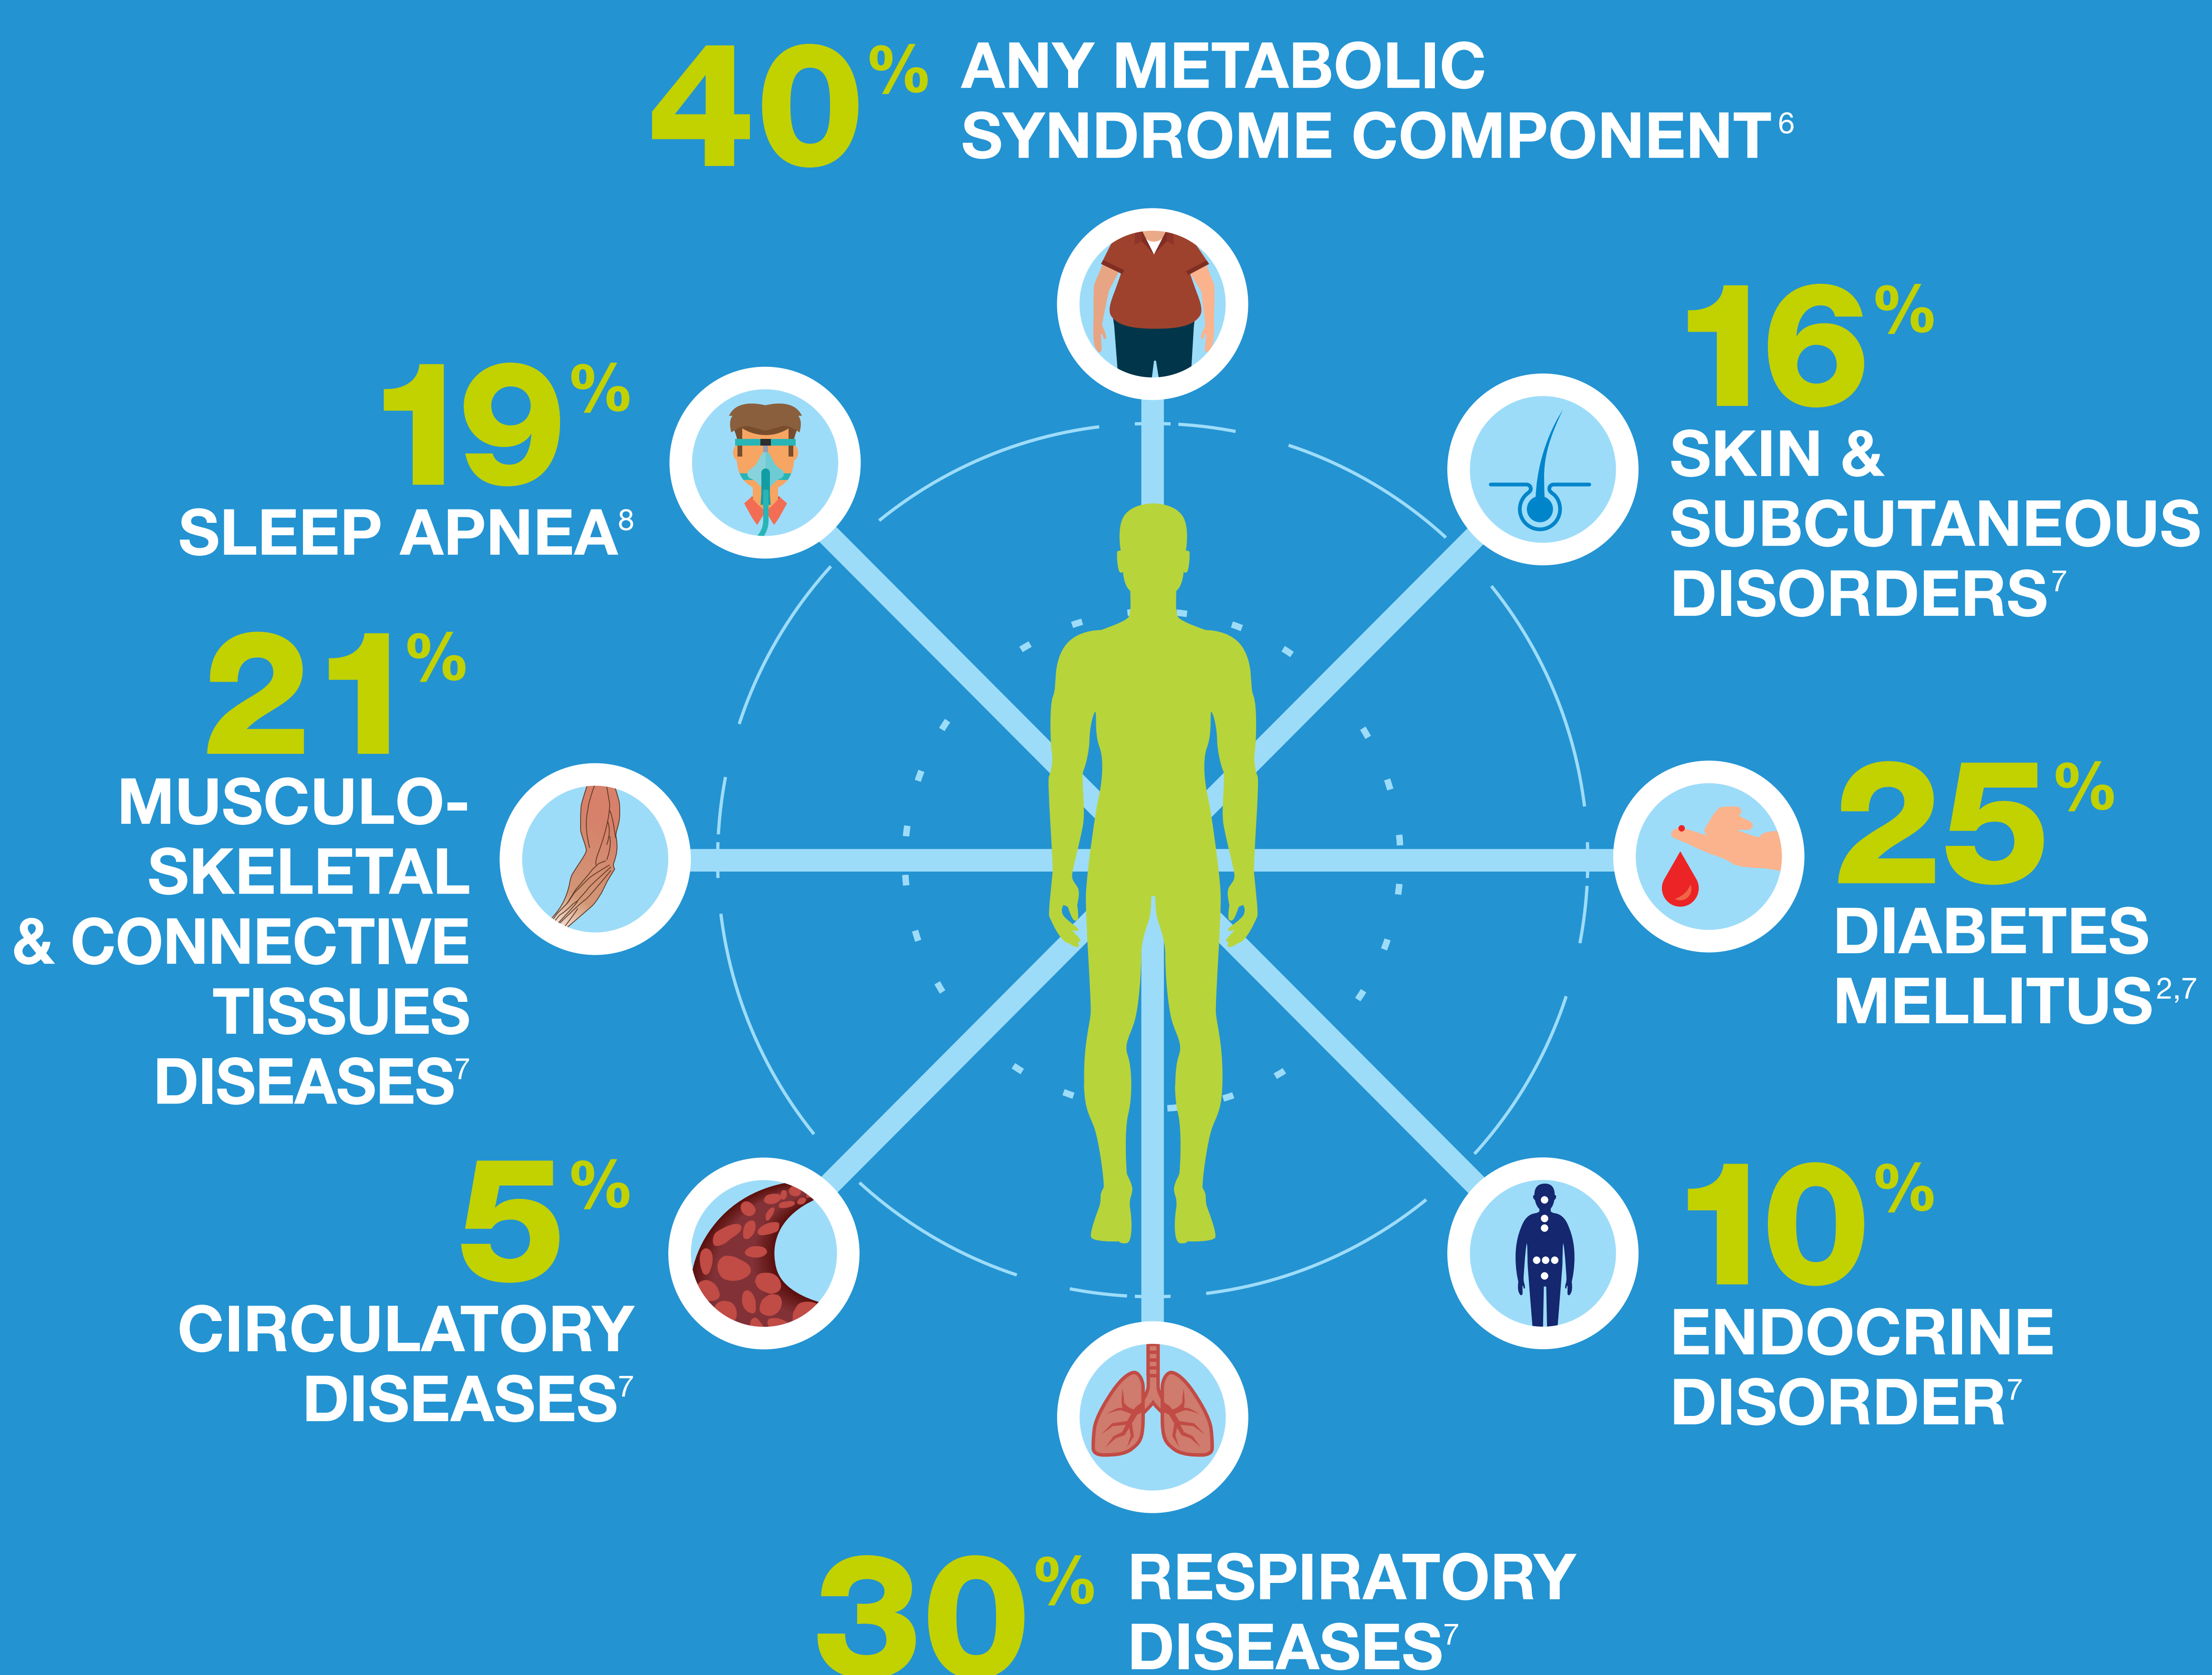 40%
ANY METABOLIC
SYNDROME COMPONENT6
19%
SLEEP APNEA8
16%
SKIN &
SUBCUTANEOUS
DISORDERS7
21%
MUSCULO-
SKELETAL
& CONNECTIVE
TISSUES
DISEASES7
25%
DIABETES
MELLITUS2,7
5%
CIRCULATORY
DISEASES7
10%
ENDOCRINE
DISORDER7
30%
RESPIRATORY
DISEASES7